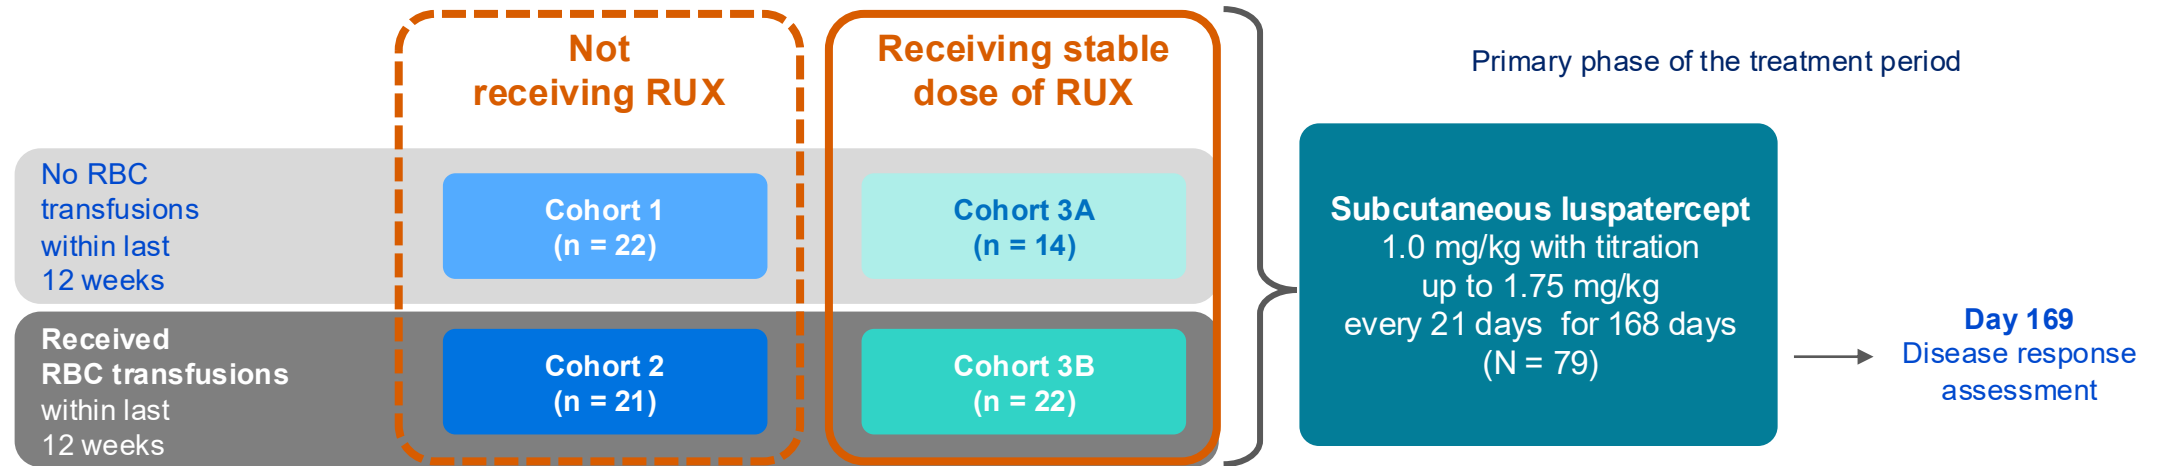 Not
receiving RUX
Receiving stable
dose of RUX
Primary phase of the treatment period
No RBC
transfusions
within last
12 weeks
Cohort 1
(n = 22)
Cohort 3A
(n = 14)
Received
RBC transfusions
within last
12 weeks
Cohort 2
(n = 21)
Cohort 3B
(n = 22)
Subcutaneous luspatercept
1.0 mg/kg with titration
up to 1.75 mg/kg
every 21 days for 168 days
(N = 79)
Day 169
Disease response
assessment